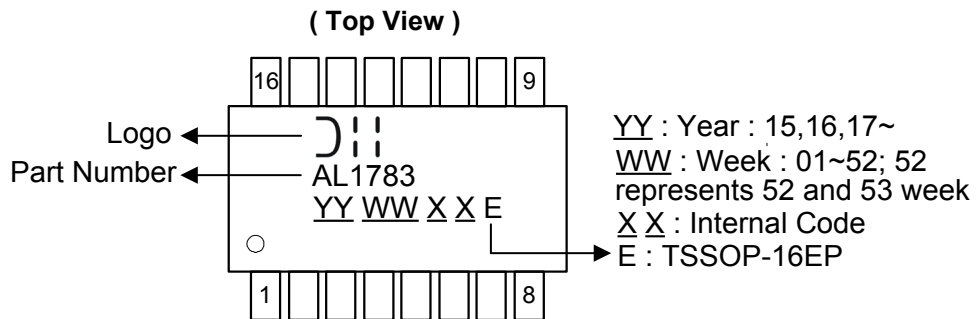 ( Top View )
16
9
Logo
Part Number
AL1783
YY WW X X E
YY : Year : 15,16,17~
WW : Week : 01~52; 52
represents 52 and 53 week
X X : Internal Code
E : TSSOP-16EP
1
8